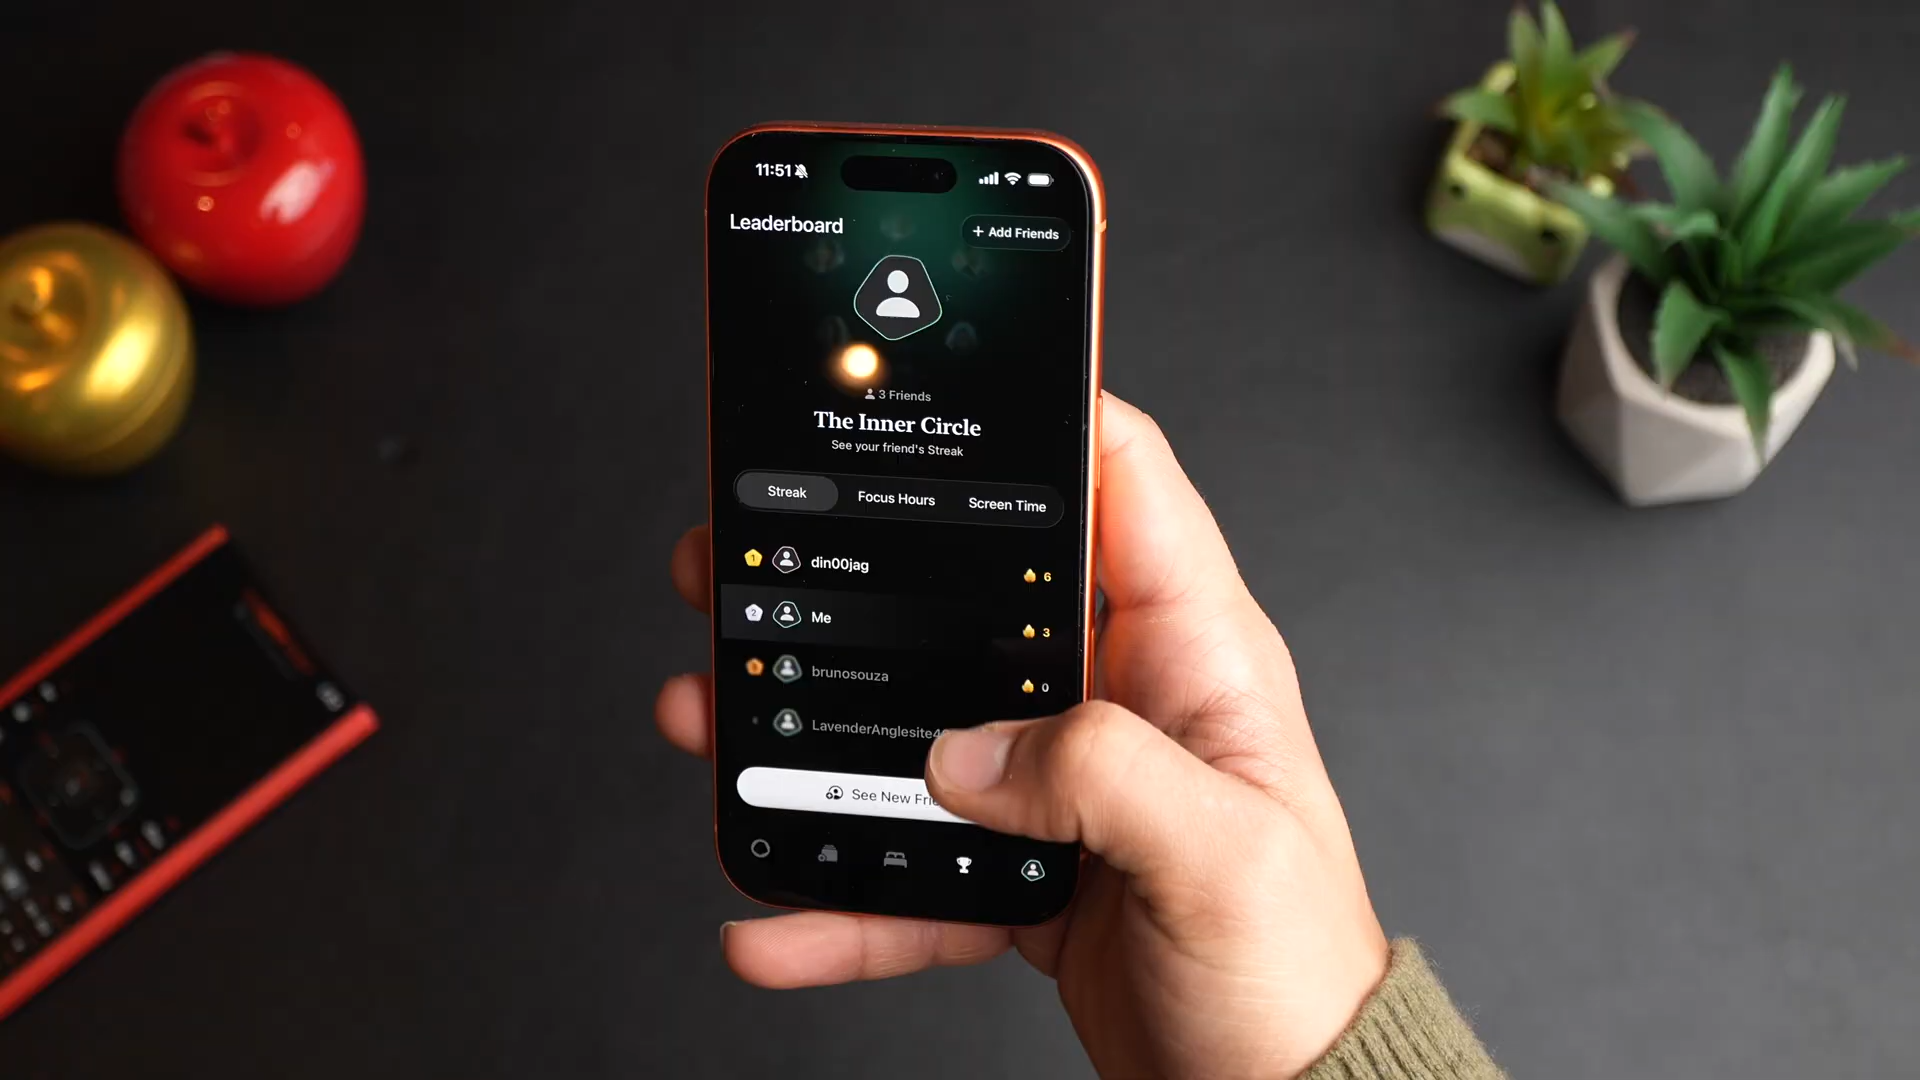 11:51
Leaderboard
+ Add Friends
3 Friends
The Inner Circle
See your friend's Streak
Streak
Focus Hours
Screen Time
1
din00jag
6
2
Me
3
brunosouza
0
See New